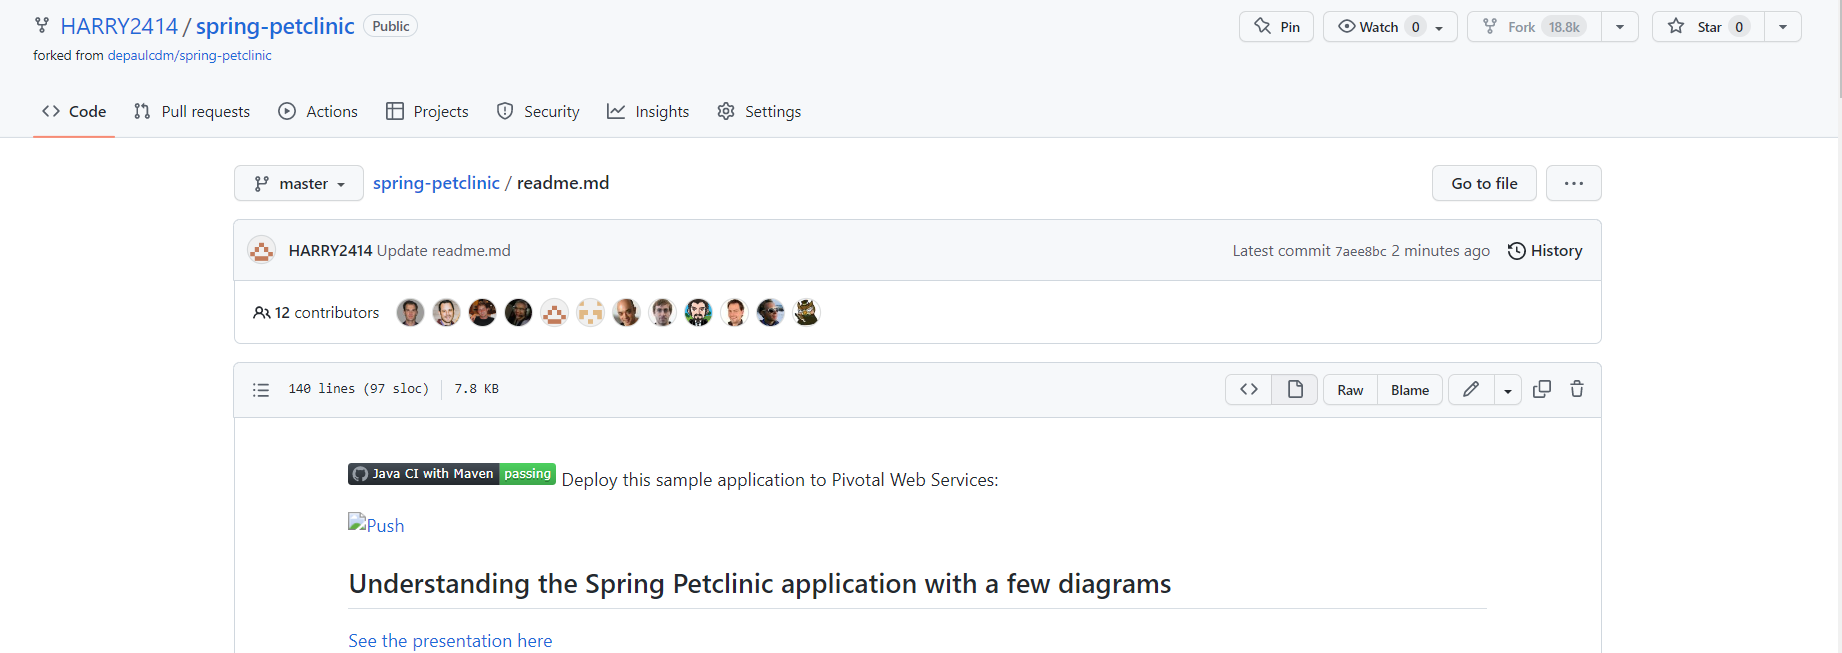 HARRY2414 / spring-petclinic Public Pin Watch 0 Fork 18.8k Star 0
forked from depaulcdm/spring-petclinic
Code Pull requests Actions Projects Security Insights Settings
master spring-petclinic / readme.md Go to file ...
HARRY2414 Update readme.md Latest commit 7aee8bc 2 minutes ago History
12 contributors
140 lines (97 sloc) 7.8 KB <> Raw Blame
Java CI with Maven passing Deploy this sample application to Pivotal Web Services:
Push
Understanding the Spring Petclinic application with a few diagrams
See the presentation here